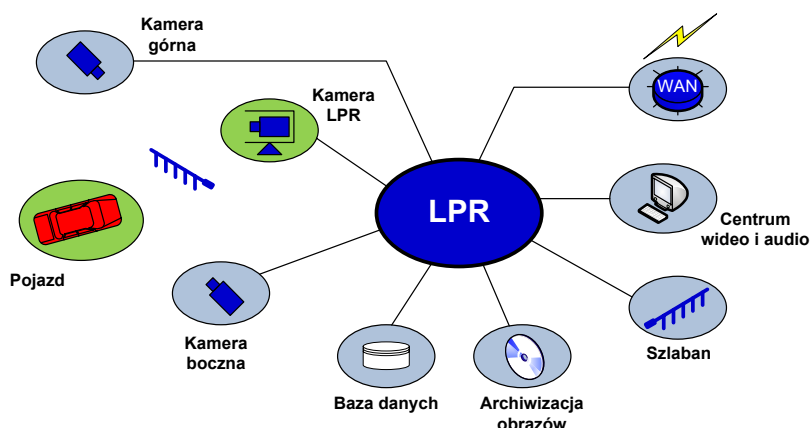 Kamera
górna
Kamera
LPR
WAN
LPR
Centrum
wideo i audio
Pojazd
Kamera
boczna
Szlaban
Baza danych
Archiwizacja
obrazów